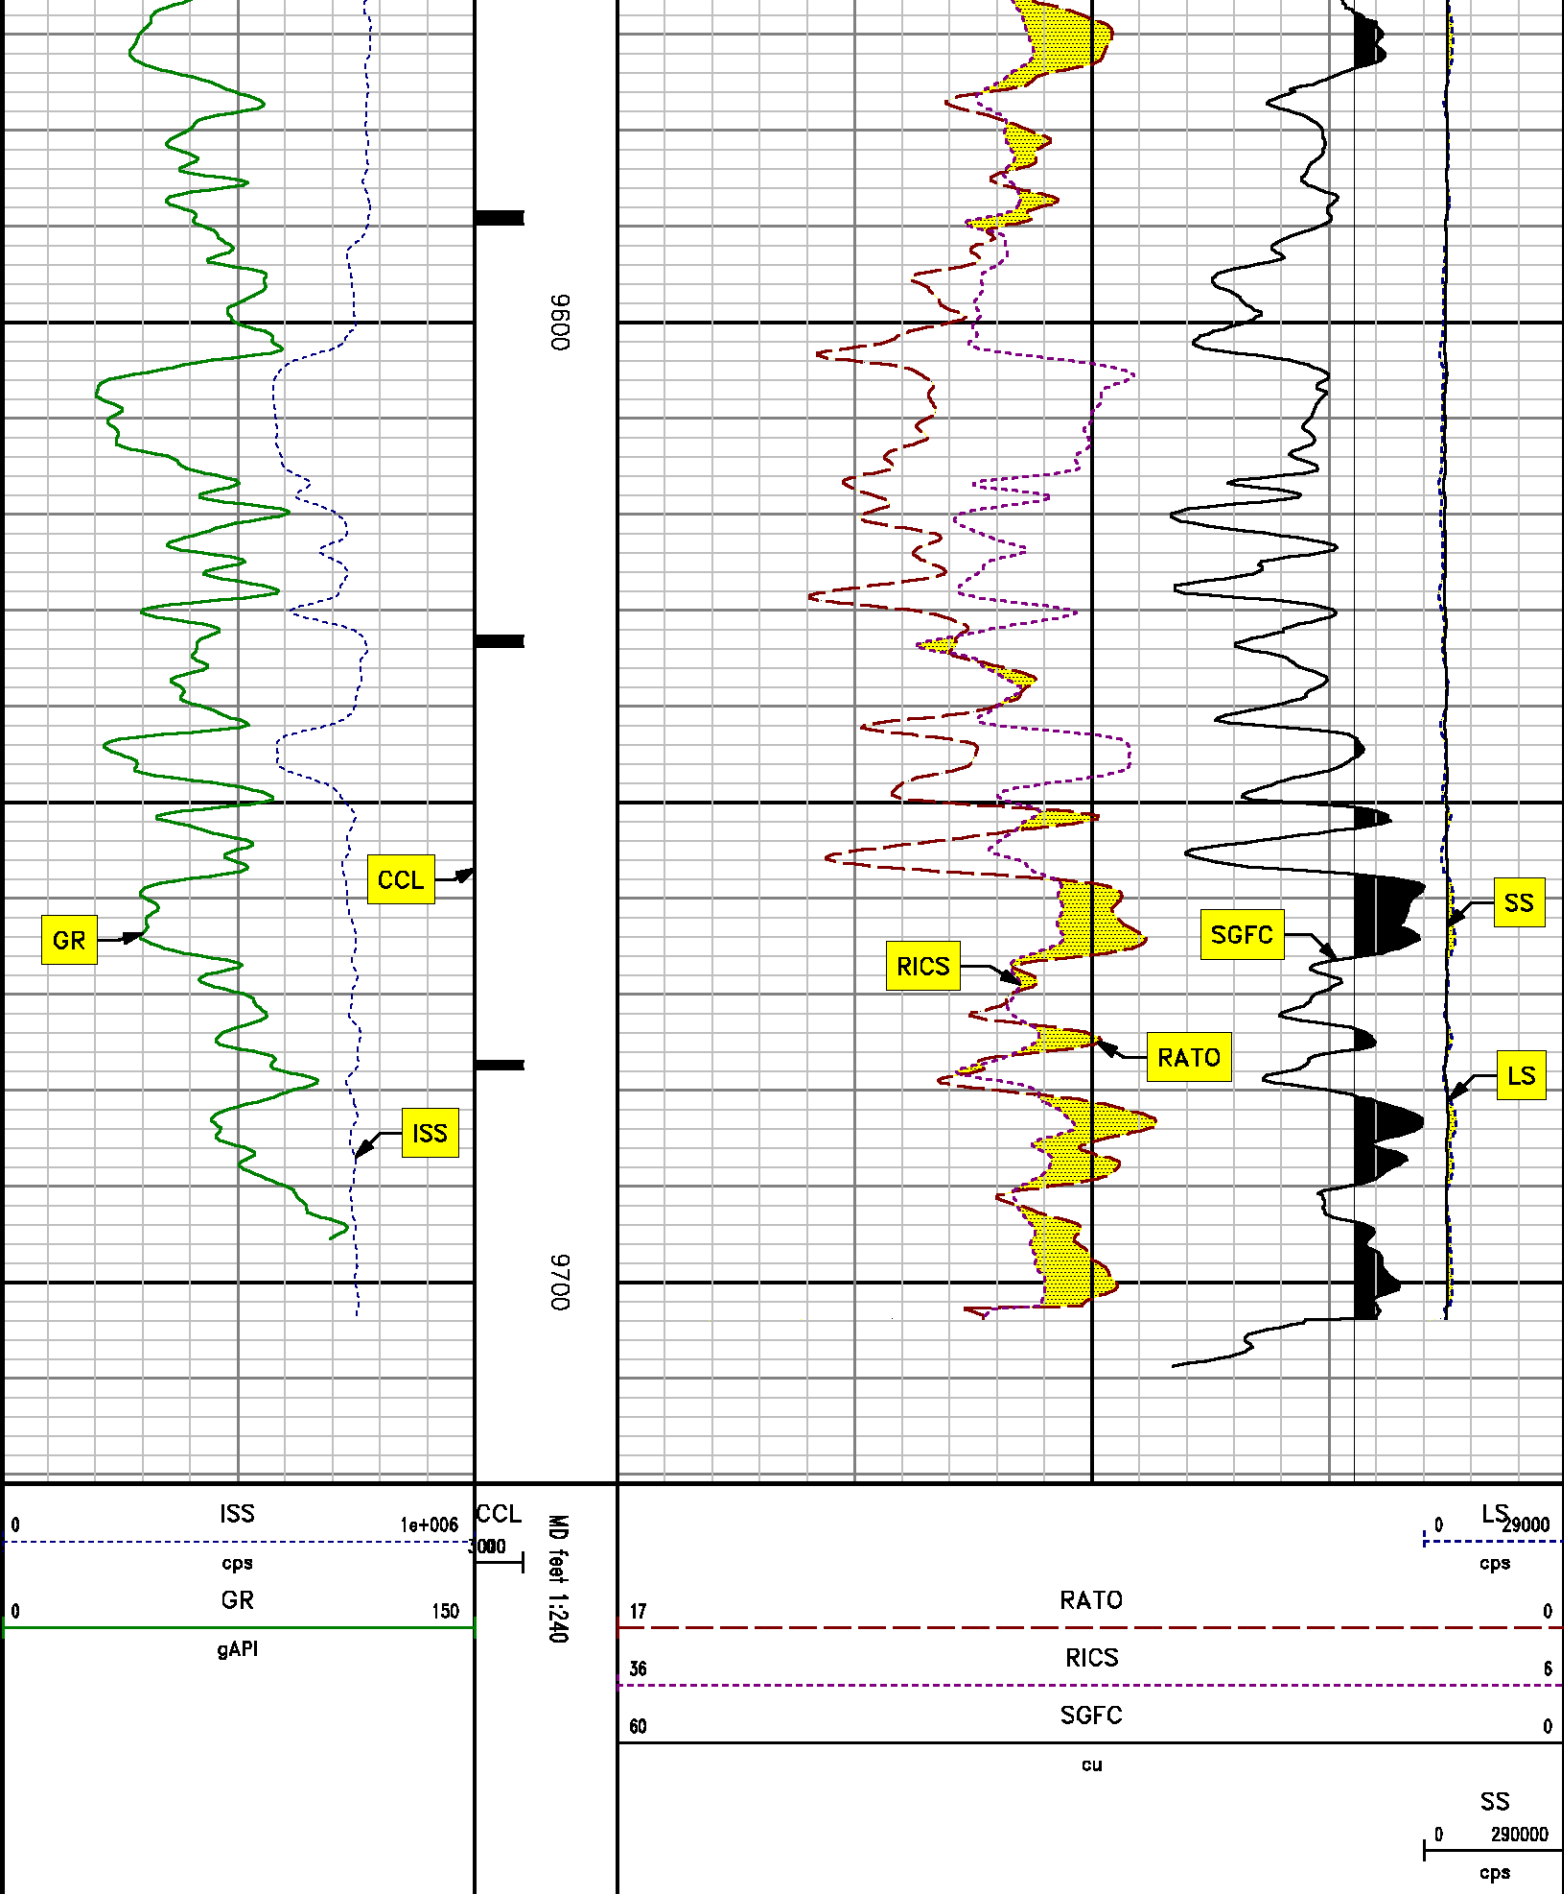 9600
CCL
GR
SS
SGFC
RICS
RATO
LS
ISS
9700
ISS
0 1e+006
cps
GR
0 150
gAPI
CCL
MD feet 1:240
LS
0 29000
cps
RATO
17 0
RICS
36 6
SGFC
60 0
cu
SS
0 290000
cps